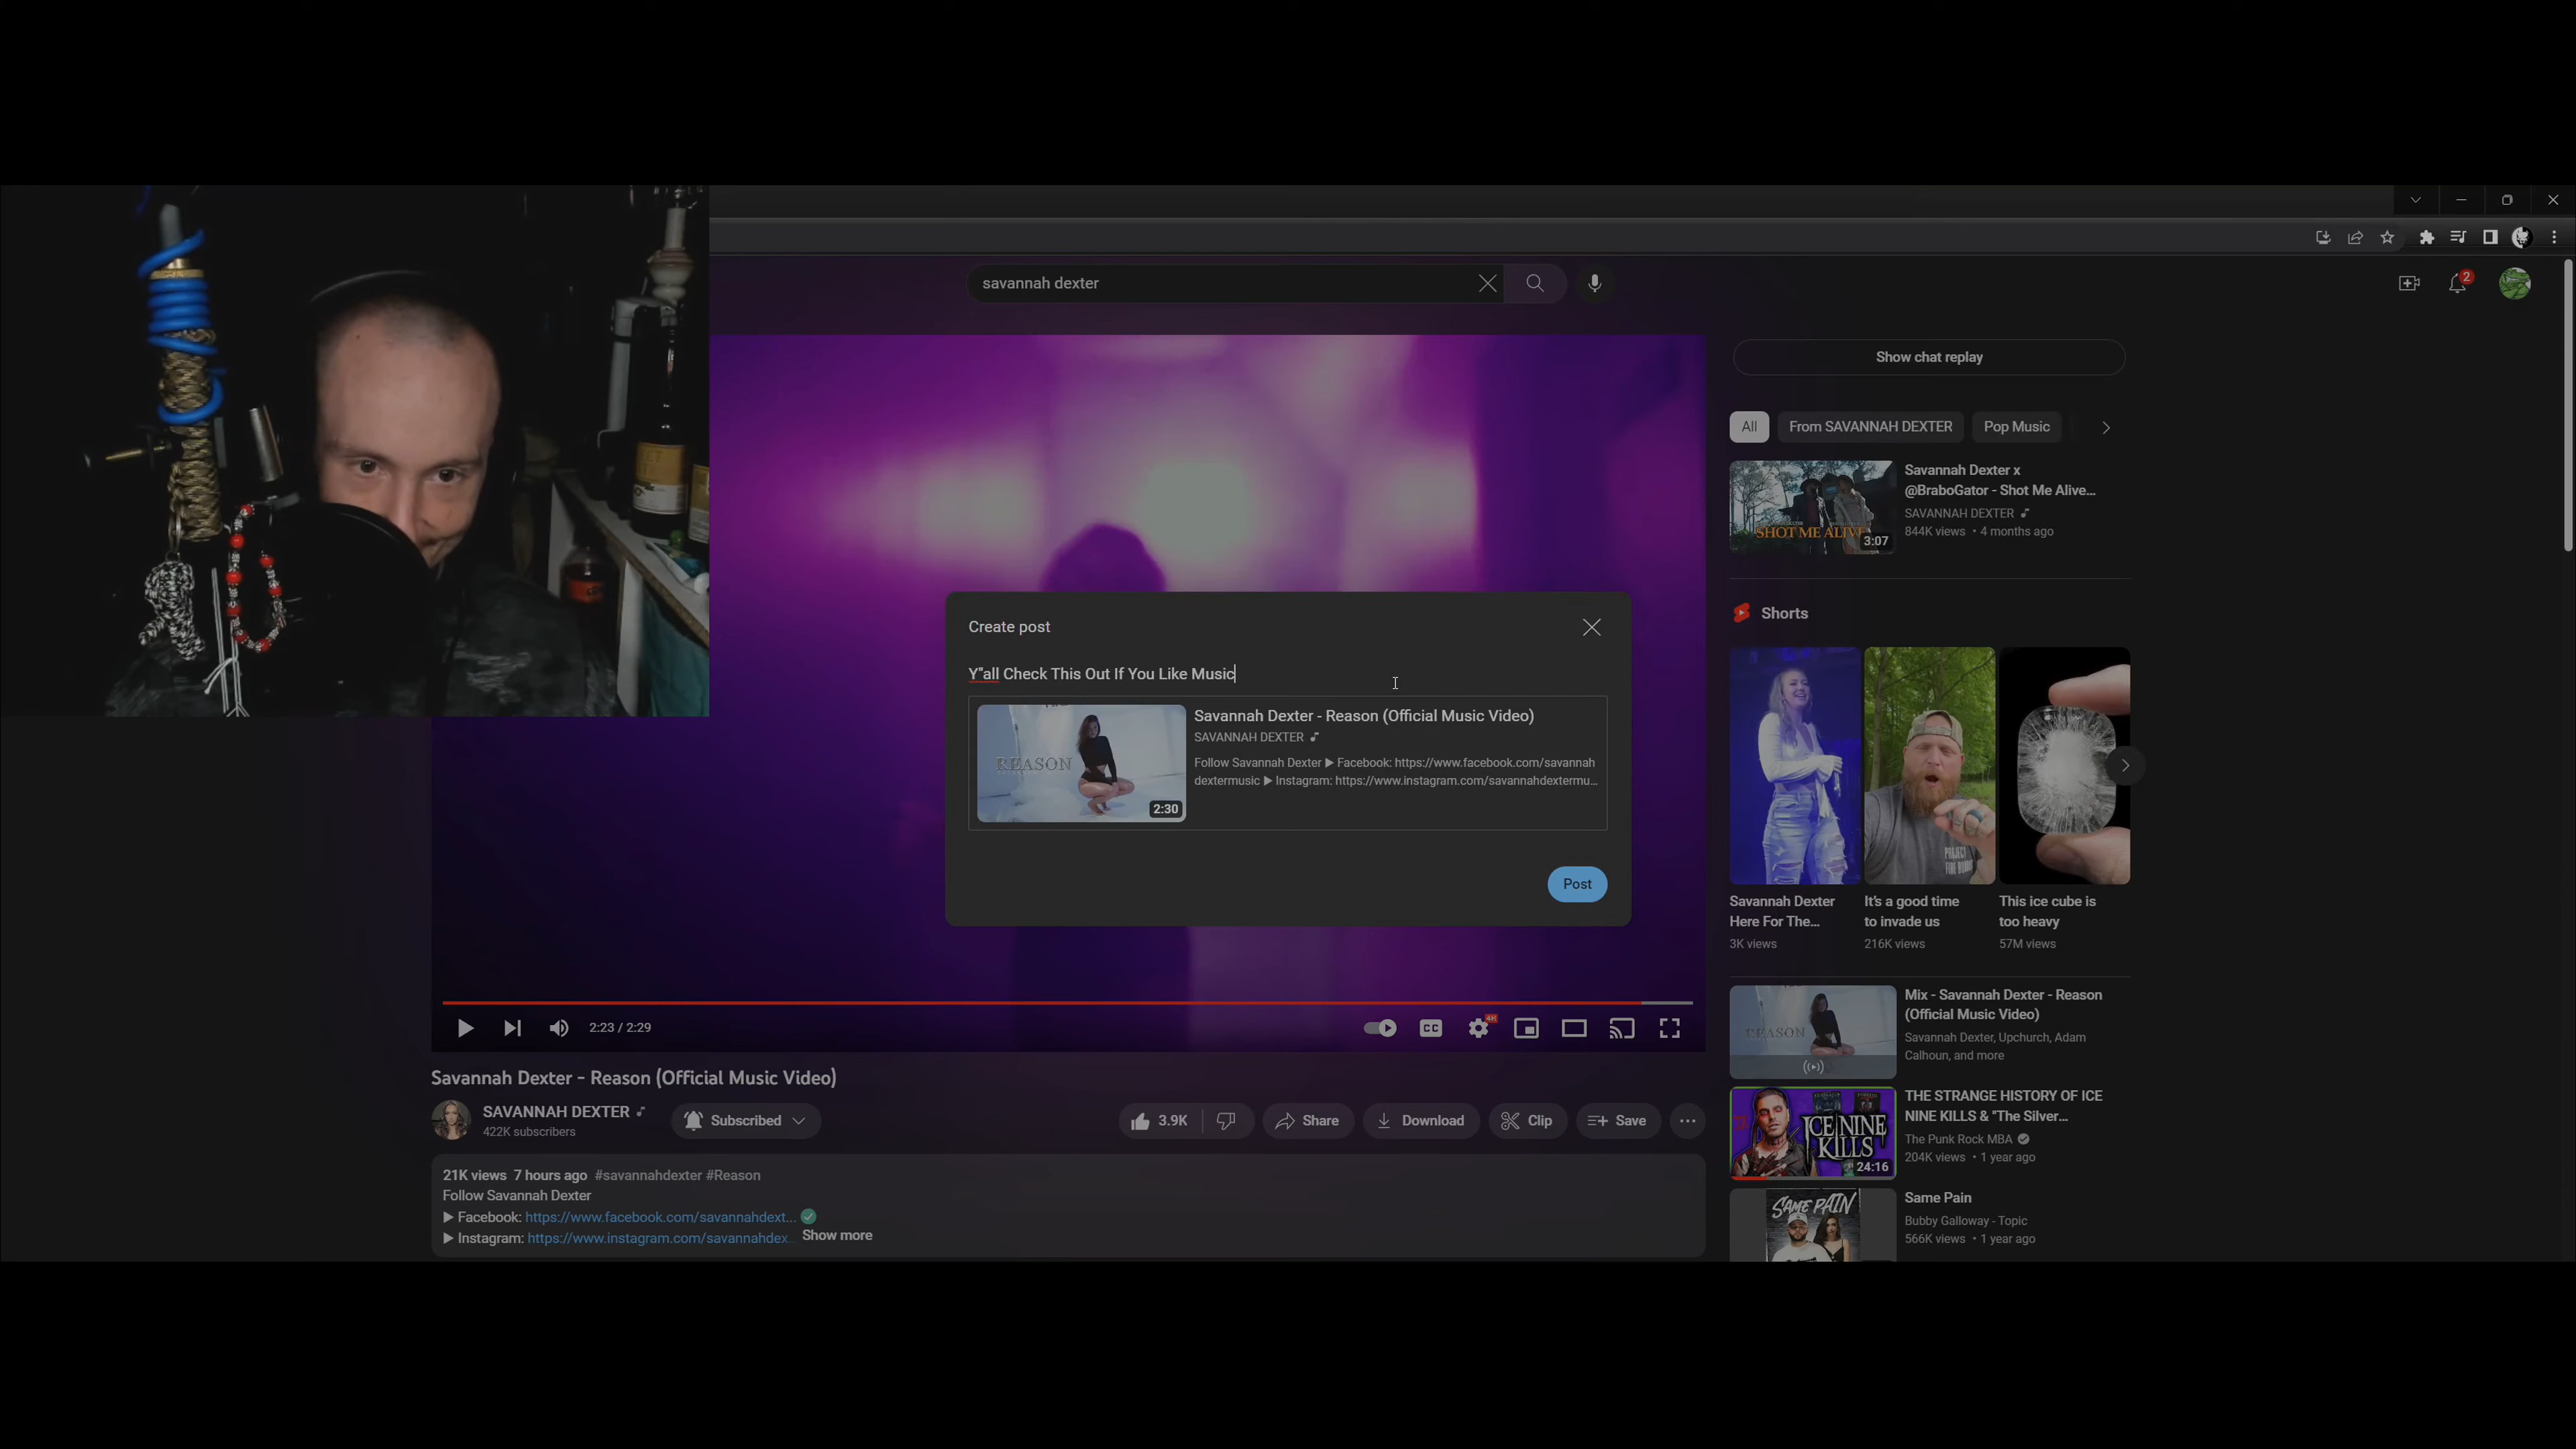 savannah dexter
2
Show chat replay
All
From SAVANNAH DEXTER
Pop Music
Savannah Dexter x
@BraboGator - Shot Me Alive...
SAVANNAH DEXTER
844K views • 4 months ago
SHOT ME ALIVE
3:07
Shorts
Create post
Y"all Check This Out If You Like Music
REASON
2:30
Savannah Dexter - Reason (Official Music Video)
SAVANNAH DEXTER
Follow Savannah Dexter ▶ Facebook: https://www.facebook.com/savannah
dextermusic ▶ Instagram: https://www.instagram.com/savannahdextermu...
Post
Savannah Dexter
Here For The...
3K views
It's a good time
to invade us
216K views
This ice cube is
too heavy
57M views
2:23 / 2:29
CC
Savannah Dexter - Reason (Official Music Video)
SAVANNAH DEXTER
422K subscribers
Subscribed
3.9K
Share
Download
Clip
Save
21K views 7 hours ago #savannahdexter #Reason
Follow Savannah Dexter
▶ Facebook: https://www.facebook.com/savannahdext...
▶ Instagram: https://www.instagram.com/savannahdex...
Show more
REASON
Mix - Savannah Dexter - Reason
(Official Music Video)
Savannah Dexter, Upchurch, Adam
Calhoun, and more
ICE NINE
KILLS
24:16
THE STRANGE HISTORY OF ICE
NINE KILLS & "The Silver...
The Punk Rock MBA
204K views • 1 year ago
SAME PAIN
Same Pain
Bubby Galloway - Topic
566K views • 1 year ago